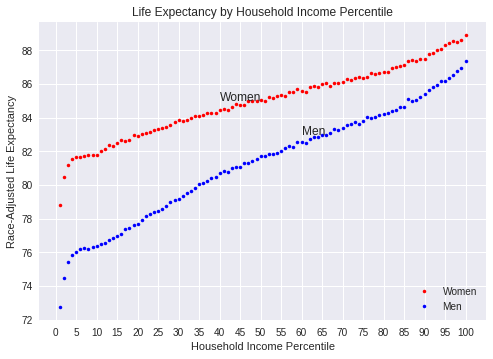 Life Expectancy by Household Income Percentile
Race-Adjusted Life Expectancy
88
86
84
82
80
78
76
74
72
Women
Men
Women
Men
0 5 10 15 20 25 30 35 40 45 50 55 60 65 70 75 80 85 90 95 100
Household Income Percentile